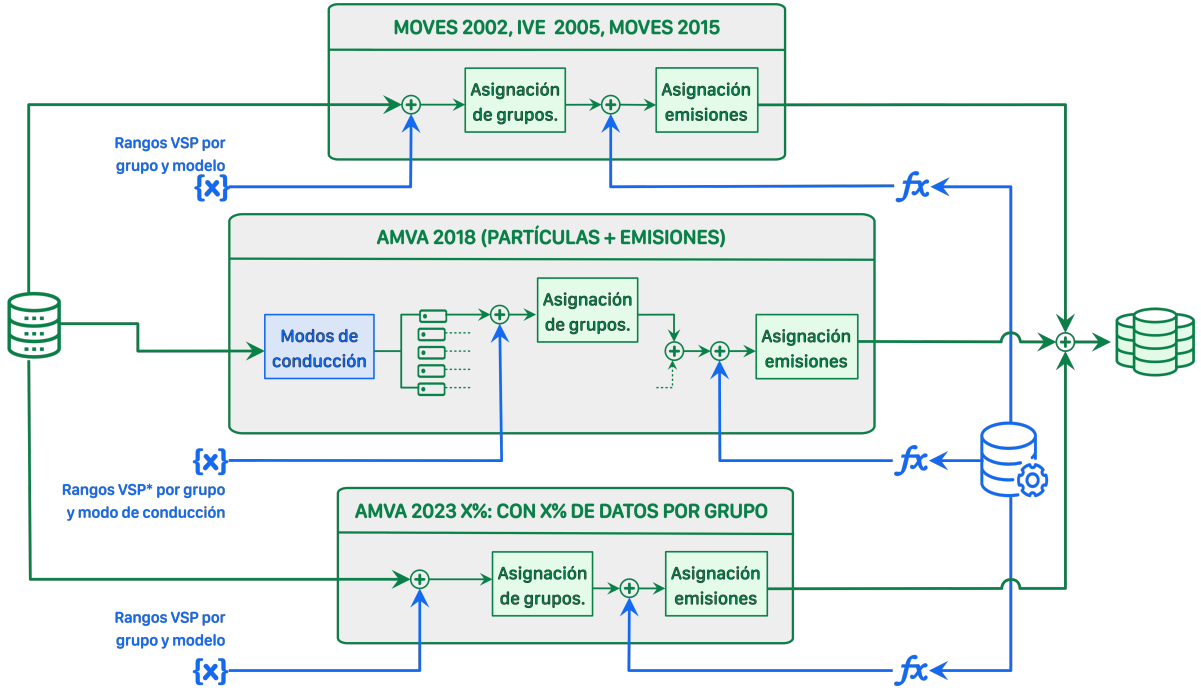 MOVES 2002, IVE 2005, MOVES 2015
Asignación
de grupos.
Asignación
emisiones
Rangos VSP por
grupo y modelo
{x}
fx
AMVA 2018 (PARTÍCULAS + EMISIONES)
Modos de
conducción
Asignación
de grupos.
Asignación
emisiones
{x}
fx
Rangos VSP* por grupo
y modo de conducción
AMVA 2023 X%: CON X% DE DATOS POR GRUPO
Asignación
de grupos.
Asignación
emisiones
Rangos VSP por
grupo y modelo
{x}
fx